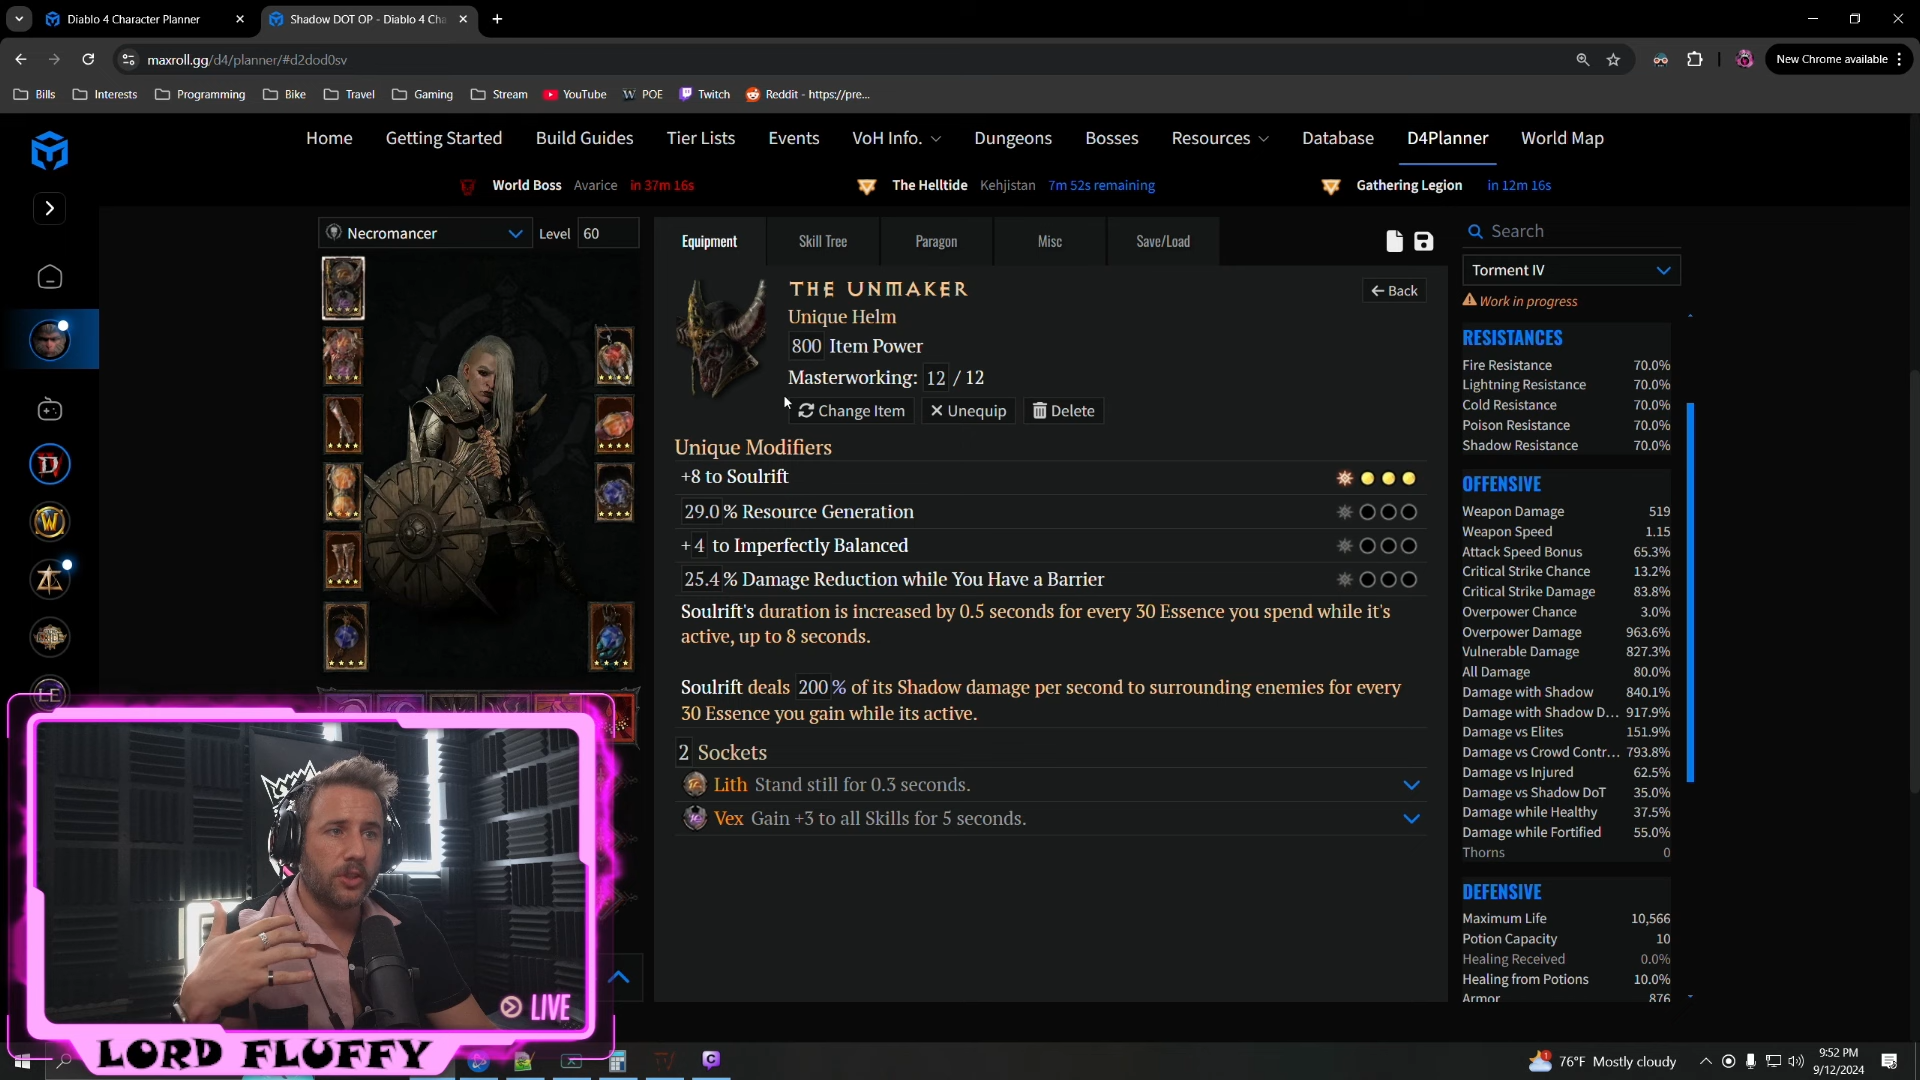 Diablo 4 Character Planner
Shadow DOT OP - Diablo 4 Cha
maxroll.gg/d4/planner/#d2dod0sv
New Chrome available
Bills Interests Programming Bike Travel Gaming Stream YouTube POE Twitch Reddit - https://pre...
Home Getting Started Build Guides Tier Lists Events VoH Info. Dungeons Bosses Resources Database D4Planner World Map
World Boss Avarice in 37m 16s The Helltide Kehjistan 7m 52s remaining Gathering Legion in 12m 16s
Necromancer Level 60
Equipment Skill Tree Paragon Misc Save/Load
THE UNMAKER
Unique Helm
← Back
800 Item Power
Masterworking: 12 / 12
Change Item Unequip Delete
Unique Modifiers
+8 to Soulrift
29.0 % Resource Generation
+ 4 to Imperfectly Balanced
25.4 % Damage Reduction while You Have a Barrier
Soulrift's duration is increased by 0.5 seconds for every 30 Essence you spend while it's
active, up to 8 seconds.
Soulrift deals 200 % of its Shadow damage per second to surrounding enemies for every
30 Essence you gain while its active.
2 Sockets
Lith Stand still for 0.3 seconds.
Vex Gain +3 to all Skills for 5 seconds.
Search
Torment IV
Work in progress
RESISTANCES
Fire Resistance 70.0%
Lightning Resistance 70.0%
Cold Resistance 70.0%
Poison Resistance 70.0%
Shadow Resistance 70.0%
OFFENSIVE
Weapon Damage 519
Weapon Speed 1.15
Attack Speed Bonus 65.3%
Critical Strike Chance 13.2%
Critical Strike Damage 83.8%
Overpower Chance 3.0%
Overpower Damage 963.6%
Vulnerable Damage 827.3%
All Damage 80.0%
Damage with Shadow 840.1%
Damage with Shadow D... 917.9%
Damage vs Elites 151.9%
Damage vs Crowd Contr... 793.8%
Damage vs Injured 62.5%
Damage vs Shadow DoT 35.0%
Damage while Healthy 37.5%
Damage while Fortified 55.0%
Thorns 0
DEFENSIVE
Maximum Life 10,566
Potion Capacity 10
Healing Received 0.0%
Healing from Potions 10.0%
Armor 876
LE
LIVE
LORD FLUFFY
76°F Mostly cloudy
9:52 PM
9/12/2024